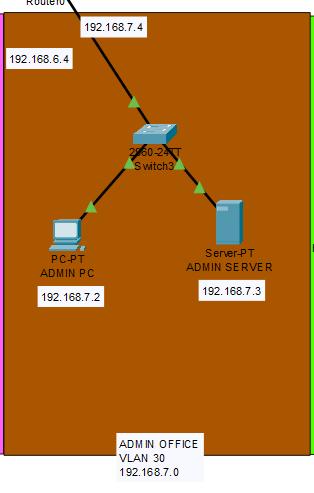 Router0
192.168.7.4
192.168.6.4
2960-24TT
Switch3
PC-PT
ADMIN PC
192.168.7.2
Server-PT
ADMIN SERVER
192.168.7.3
ADMIN OFFICE
VLAN 30
192.168.7.0